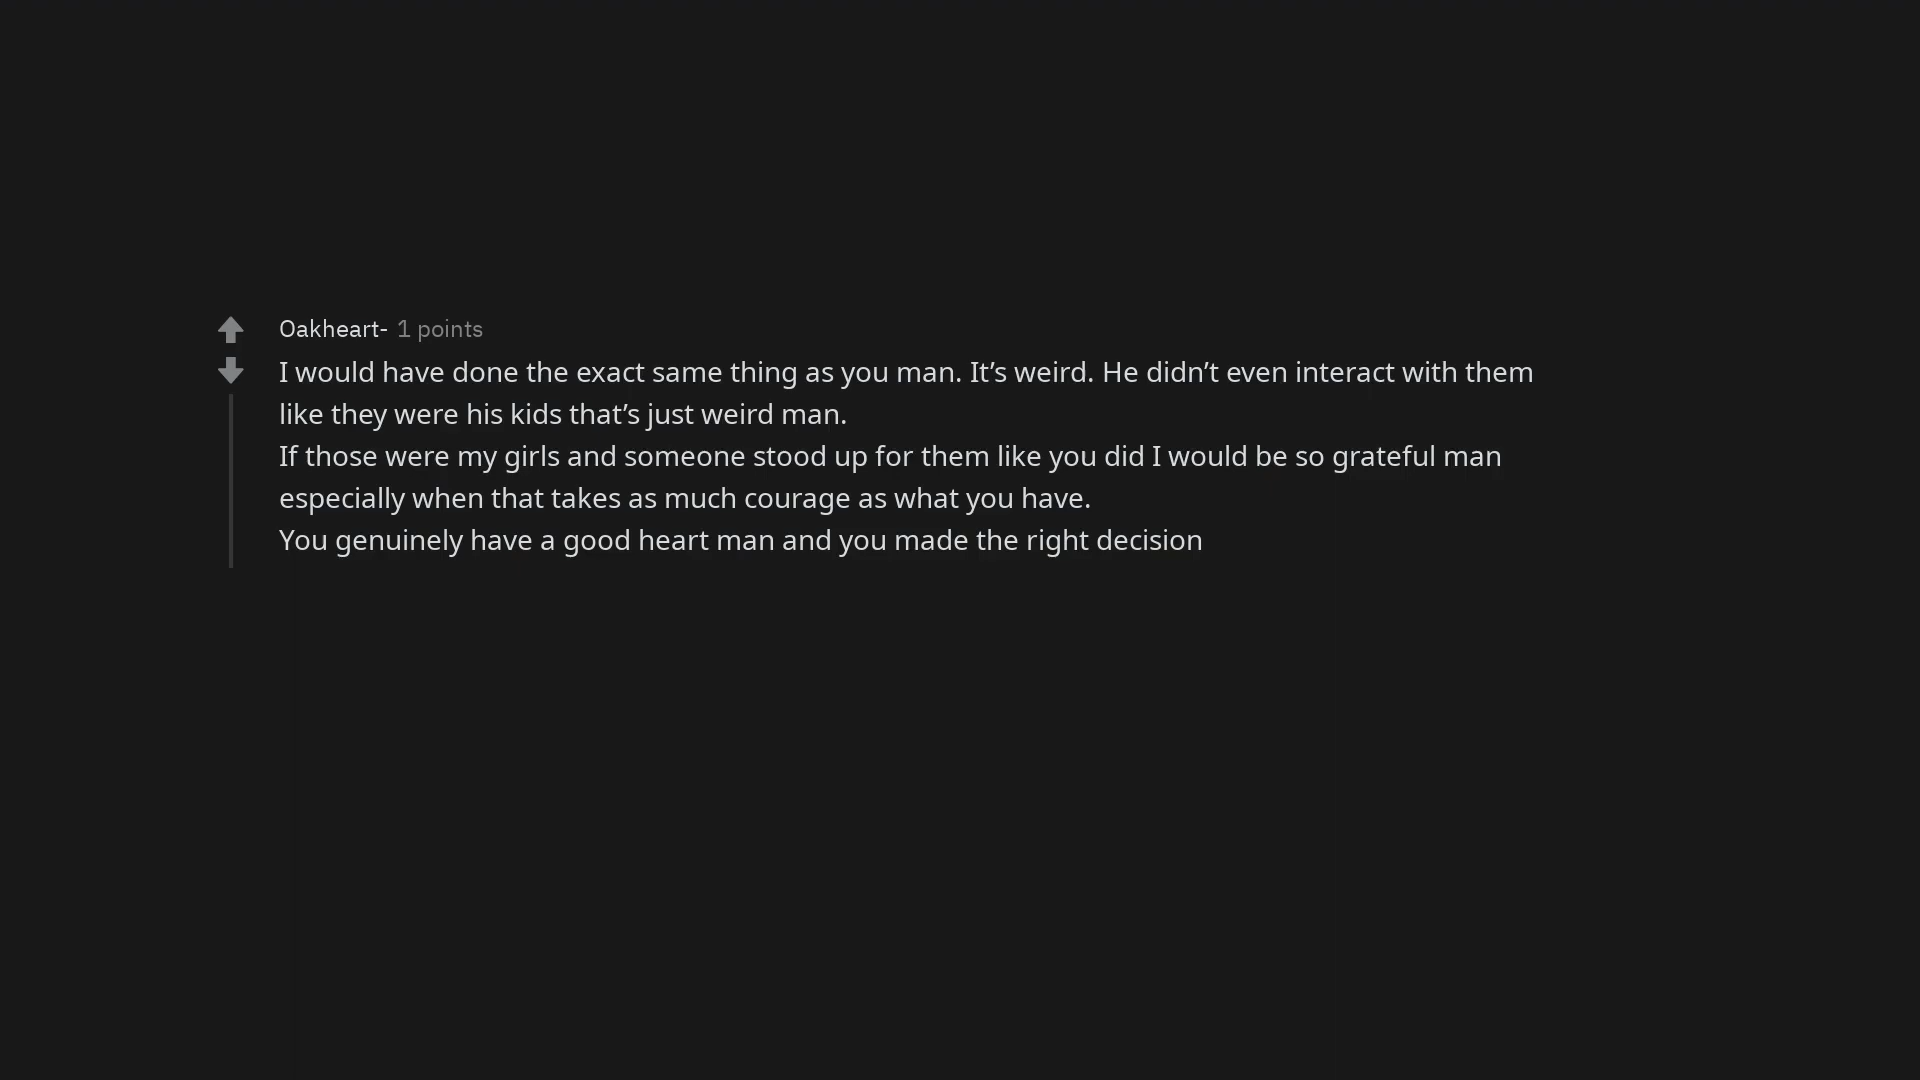 Oakheart- 1 points
I would have done the exact same thing as you man. It’s weird. He didn’t even interact with them
like they were his kids that’s just weird man.
If those were my girls and someone stood up for them like you did I would be so grateful man
especially when that takes as much courage as what you have.
You genuinely have a good heart man and you made the right decision